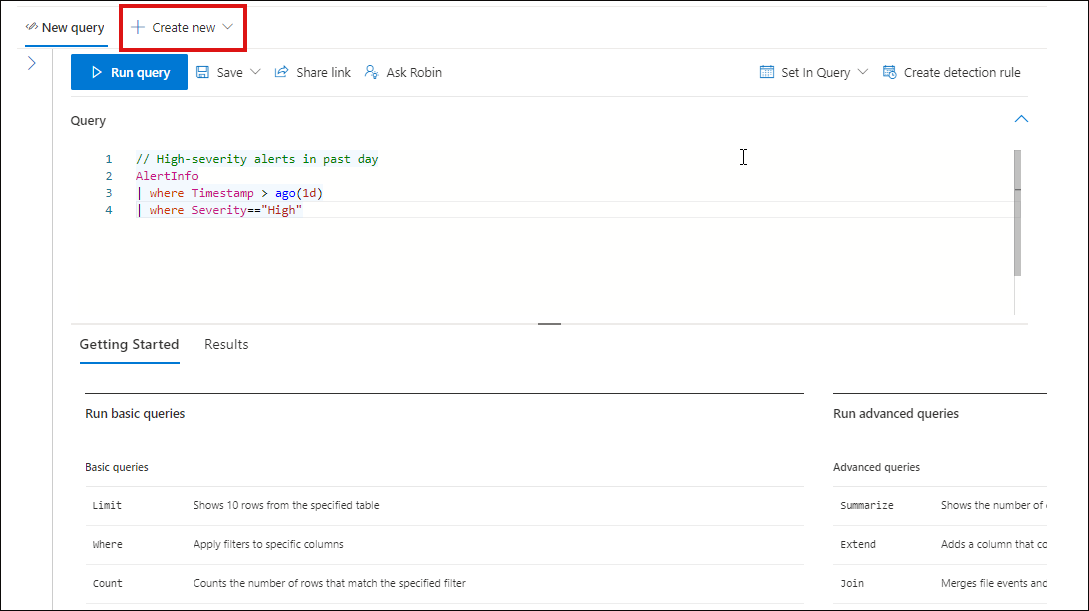 New query
Create new
Run query
Save
Share link
Ask Robin
Set In Query
Create detection rule
Query
1 // High-severity alerts in past day
2 AlertInfo
3 | where Timestamp > ago(1d)
4 | where Severity=="High"
Getting Started
Results
Run basic queries
Basic queries
Limit Shows 10 rows from the specified table
Where Apply filters to specific columns
Count Counts the number of rows that match the specified filter
Run advanced queries
Advanced queries
Summarize Shows the number of
Extend Adds a column that
Join Merges file events and